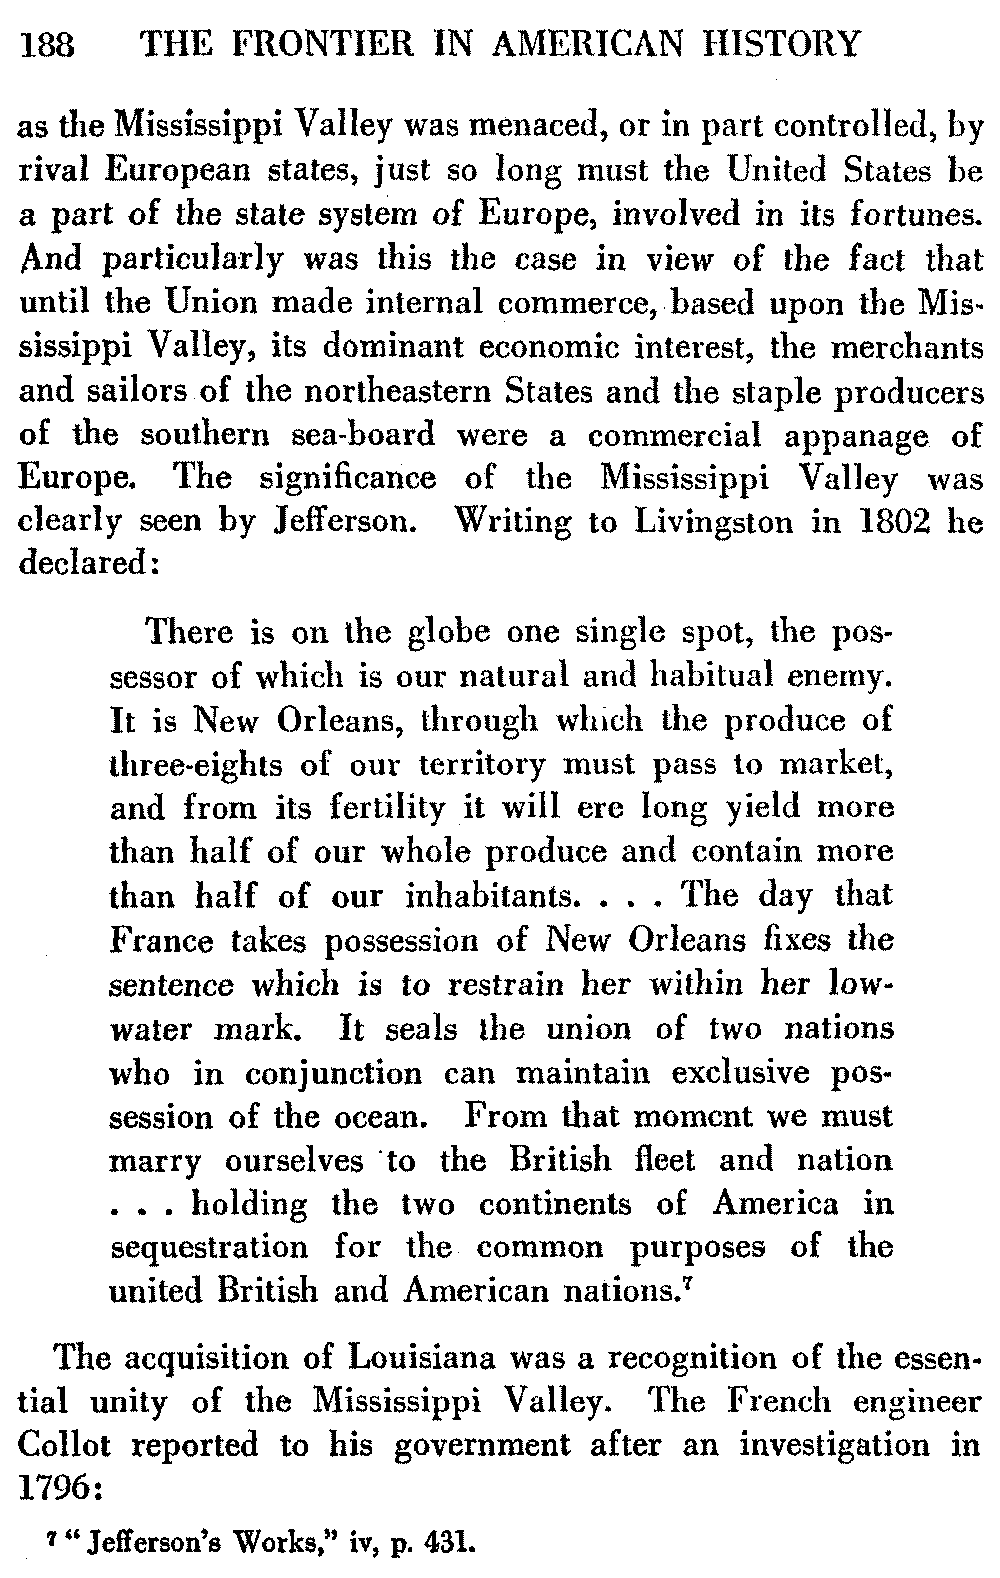 188 THE FRONTIER IN AMERICAN HISTORY
as the Mississippi Valley was menaced, or in part controlled, by
rival European states, just so long must the United States be
a part of the state system of Europe, involved in its fortunes.
And particularly was this the case in view of the fact that
until the Union made internal commerce, based upon the Mis-
sissippi Valley, its dominant economic interest, the merchants
and sailors of the northeastern States and the staple producers
of the southern sea-board were a commercial appanage of
Europe. The significance of the Mississippi Valley was
clearly seen by Jefferson. Writing to Livingston in 1802 he
declared:
There is on the globe one single spot, the pos-
sessor of which is our natural and habitual enemy.
It is New Orleans, through which the produce of
three-eights of our territory must pass to market,
and from its fertility it will ere long yield more
than half of our whole produce and contain more
than half of our inhabitants. . . . The day that
France takes possession of New Orleans fixes the
sentence which is to restrain her within her low-
water mark. It seals the union of two nations
who in conjunction can maintain exclusive pos-
session of the ocean. From that moment we must
marry ourselves to the British fleet and nation
. . . holding the two continents of America in
sequestration for the common purposes of the
united British and American nations.⁷
The acquisition of Louisiana was a recognition of the essen-
tial unity of the Mississippi Valley. The French engineer
Collot reported to his government after an investigation in
1796:
⁷ "Jefferson's Works," iv, p. 431.